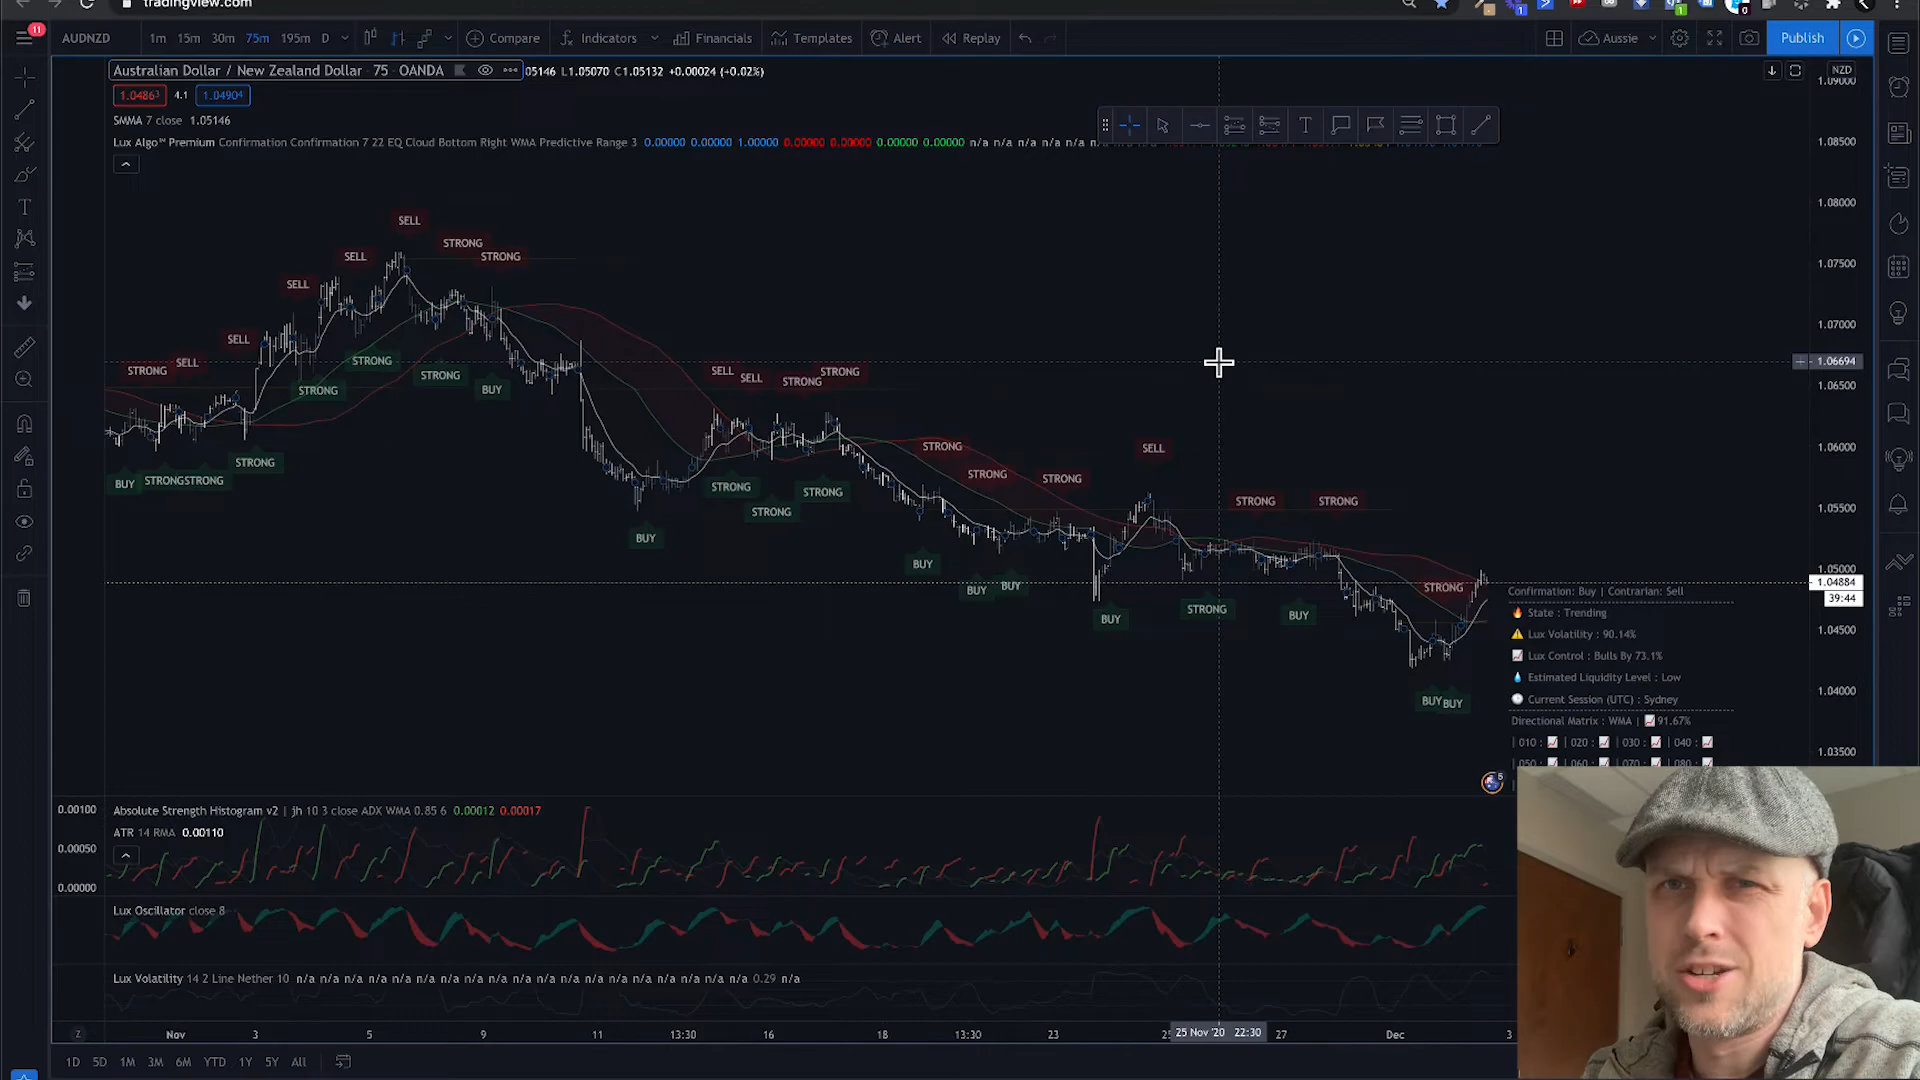 tradingview.com
11
AUDNZD 1m 15m 30m 75m 195m D Compare Indicators Financials Templates Alert Replay Aussie Publish
Australian Dollar / New Zealand Dollar · 75 · OANDA 05146 L1.05070 C1.05132 +0.00024 (+0.02%)
NZD
1.04863 4.1 1.04904
SMMA 7 close 1.05146
Lux Algo™ Premium Confirmation Confirmation 7 22 EQ Cloud Bottom Right WMA Predictive Range 3 0.00000 0.00000 1.00000 0.00000 0.00000 0.00000 0.00000 n/a n/a n/a n/a n/a
1.09000
1.08500
1.08000
1.07500
1.07000
1.06694
1.06500
1.06000
1.05500
1.05000
1.04884
39:44
1.04500
1.04000
1.03500
SELL
STRONG
SELL STRONG
SELL
SELL
STRONG SELL
STRONG
STRONG STRONG BUY
STRONG
BUY STRONGSTRONG
SELL SELL STRONG STRONG
STRONG STRONG STRONG
BUY
STRONG STRONG STRONG
SELL
STRONG STRONG
BUY BUY BUY
BUY STRONG BUY
STRONG
BUY BUY
Confirmation: Buy | Contrarian: Sell
State : Trending
Lux Volatility : 90.14%
Lux Control : Bulls By 73.1%
Estimated Liquidity Level : Low
Current Session (UTC) : Sydney
Directional Matrix : WMA | 91.67%
| 010 : | 020 : | 030 : | 040 :
| 050 : | 060 : | 070 : | 080 :
5
0.00100 Absolute Strength Histogram v2 | jh 10 3 close ADX WMA 0.85 6 0.00012 0.00017
ATR 14 RMA 0.00110
0.00050
0.00000
Lux Oscillator close 8
Lux Volatility 14 2 Line Nether 10 n/a n/a n/a n/a n/a n/a n/a n/a n/a n/a n/a n/a n/a n/a n/a n/a n/a n/a n/a 0.29 n/a
Z Nov 3 5 9 11 13:30 16 18 13:30 23 25 25 Nov '20 22:30 27 Dec 3
1D 5D 1M 3M 6M YTD 1Y 5Y All